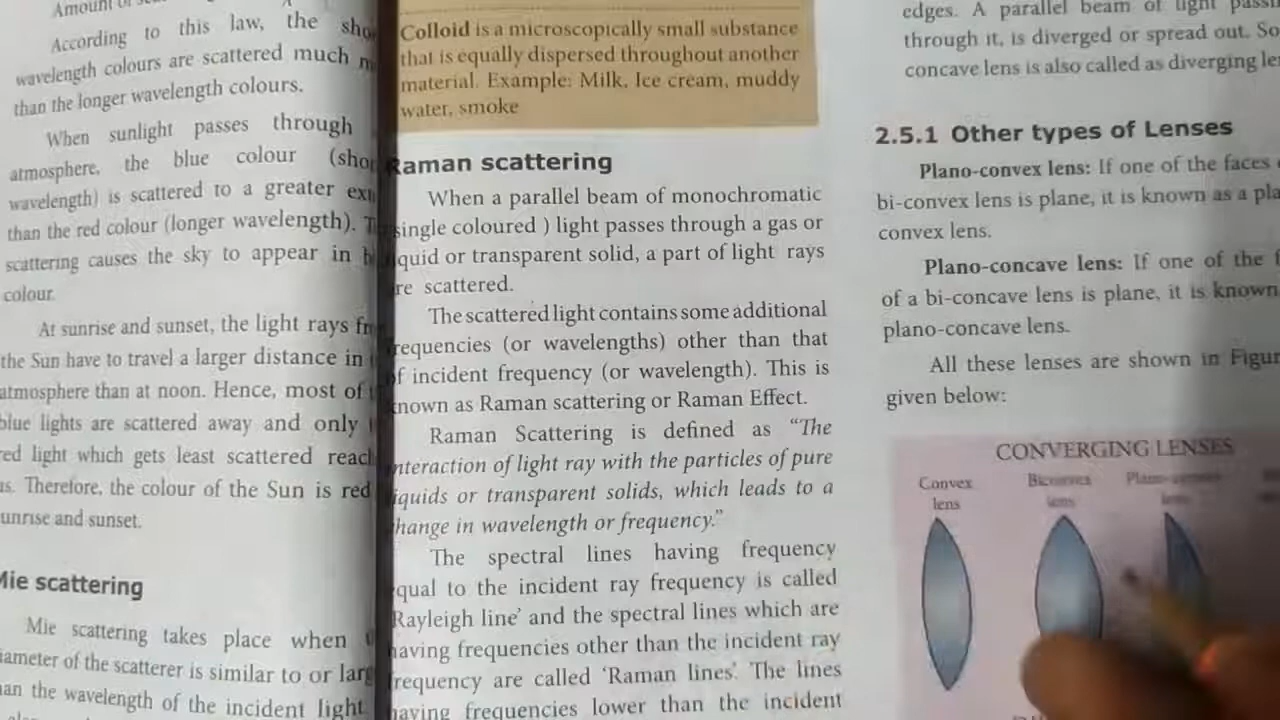 Amount of
According to this law, the
wavelength colours are scattered much
than the longer wavelength colours.
When sunlight passes through
atmosphere, the blue colour
wavelength) is scattered to a greater
than the red colour (longer wavelength).
scattering causes the sky to appear in
colour.
At sunrise and sunset, the light rays
the Sun have to travel a larger distance in
atmosphere than at noon. Hence, most of
blue lights are scattered away and only
red light which gets least scattered
us. Therefore, the colour of the Sun is red
sunrise and sunset.
Mie scattering
Mie scattering takes place when
diameter of the scatterer is similar to or
than the wavelength of the incident light
Colloid is a microscopically small substance
that is equally dispersed throughout another
material. Example: Milk, Ice cream, muddy
water, smoke
Raman scattering
When a parallel beam of monochromatic
single coloured ) light passes through a gas or
liquid or transparent solid, a part of light rays
are scattered.
The scattered light contains some additional
frequencies (or wavelengths) other than that
of incident frequency (or wavelength). This is
known as Raman scattering or Raman Effect.
Raman Scattering is defined as “The
interaction of light ray with the particles of pure
liquids or transparent solids, which leads to a
change in wavelength or frequency.”
The spectral lines having frequency
equal to the incident ray frequency is called
Rayleigh line’ and the spectral lines which are
having frequencies other than the incident ray
frequency are called ‘Raman lines’. The lines
having frequencies lower than the incident
edges. A parallel beam of light
through it, is diverged or spread out. So
concave lens is also called as diverging
2.5.1 Other types of Lenses
Plano-convex lens: If one of the faces
bi-convex lens is plane, it is known as a
convex lens.
Plano-concave lens: If one of the
of a bi-concave lens is plane, it is known
plano-concave lens.
All these lenses are shown in
given below:
CONVERGING LENSES
Convex Biconvex Plano-convex
lens lens lens